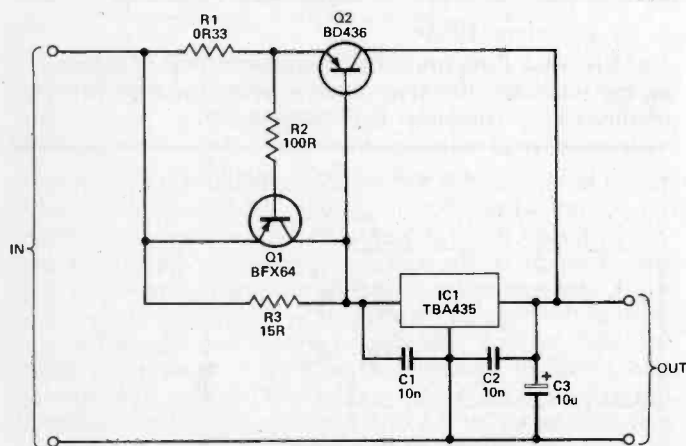 R1
0R33
Q2
BD436
R2
100R
IN
Q1
BFX64
R3
15R
IC1
TBA435
C1
10n
C2
10n
+
C3
10u
OUT